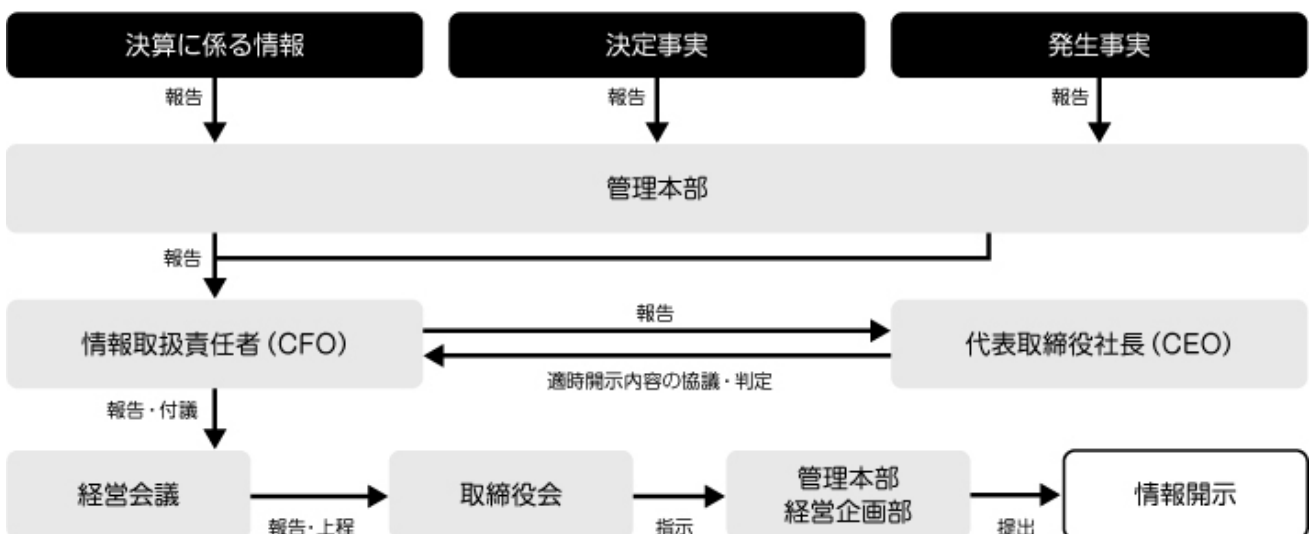 決算に係る情報
決定事実
発生事実
報告
報告
報告
管理本部
報告
情報取扱責任者(CFO)
報告
適時開示内容の協議・判定
代表取締役社長(CEO)
報告・付議
経営会議
報告・上程
取締役会
指示
管理本部
経営企画部
提出
情報開示